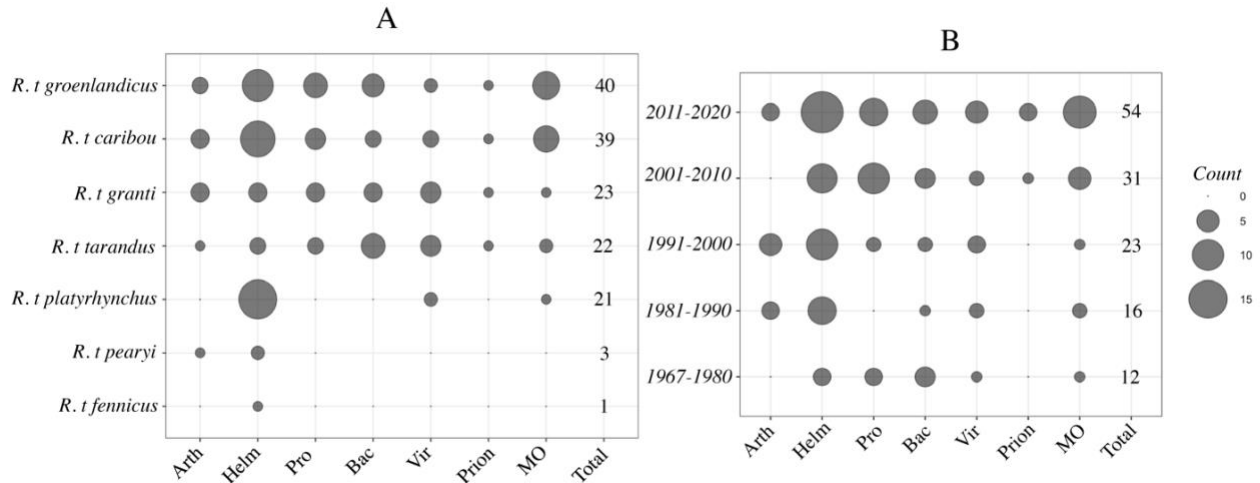 A
R. t groenlandicus 40
R. t caribou 39
R. t granti 23
R. t tarandus 22
R. t platyrhynchus 21
R. t pearyi 3
R. t fennicus 1
Arth Helm Pro Bac Vir Prion MO Total
B
2011-2020 54
2001-2010 31
1991-2000 23
1981-1990 16
1967-1980 12
Arth Helm Pro Bac Vir Prion MO Total
Count
0
5
10
15